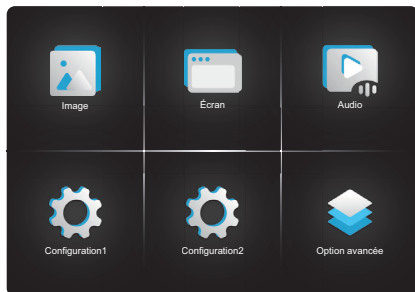 Image
Écran
Audio
Configuration1
Configuration2
Option avancée